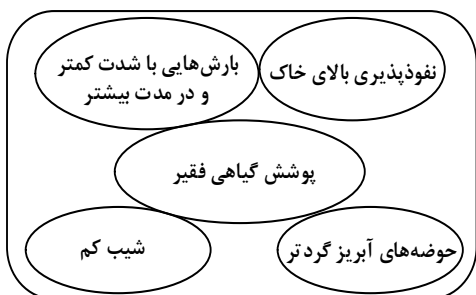 نفوذپذیری بالای خاک
بارش‌هایی با شدت کمتر
و در مدت بیشتر
پوشش گیاهی فقیر
حوضه‌های آبریز گردتر
شیب کم